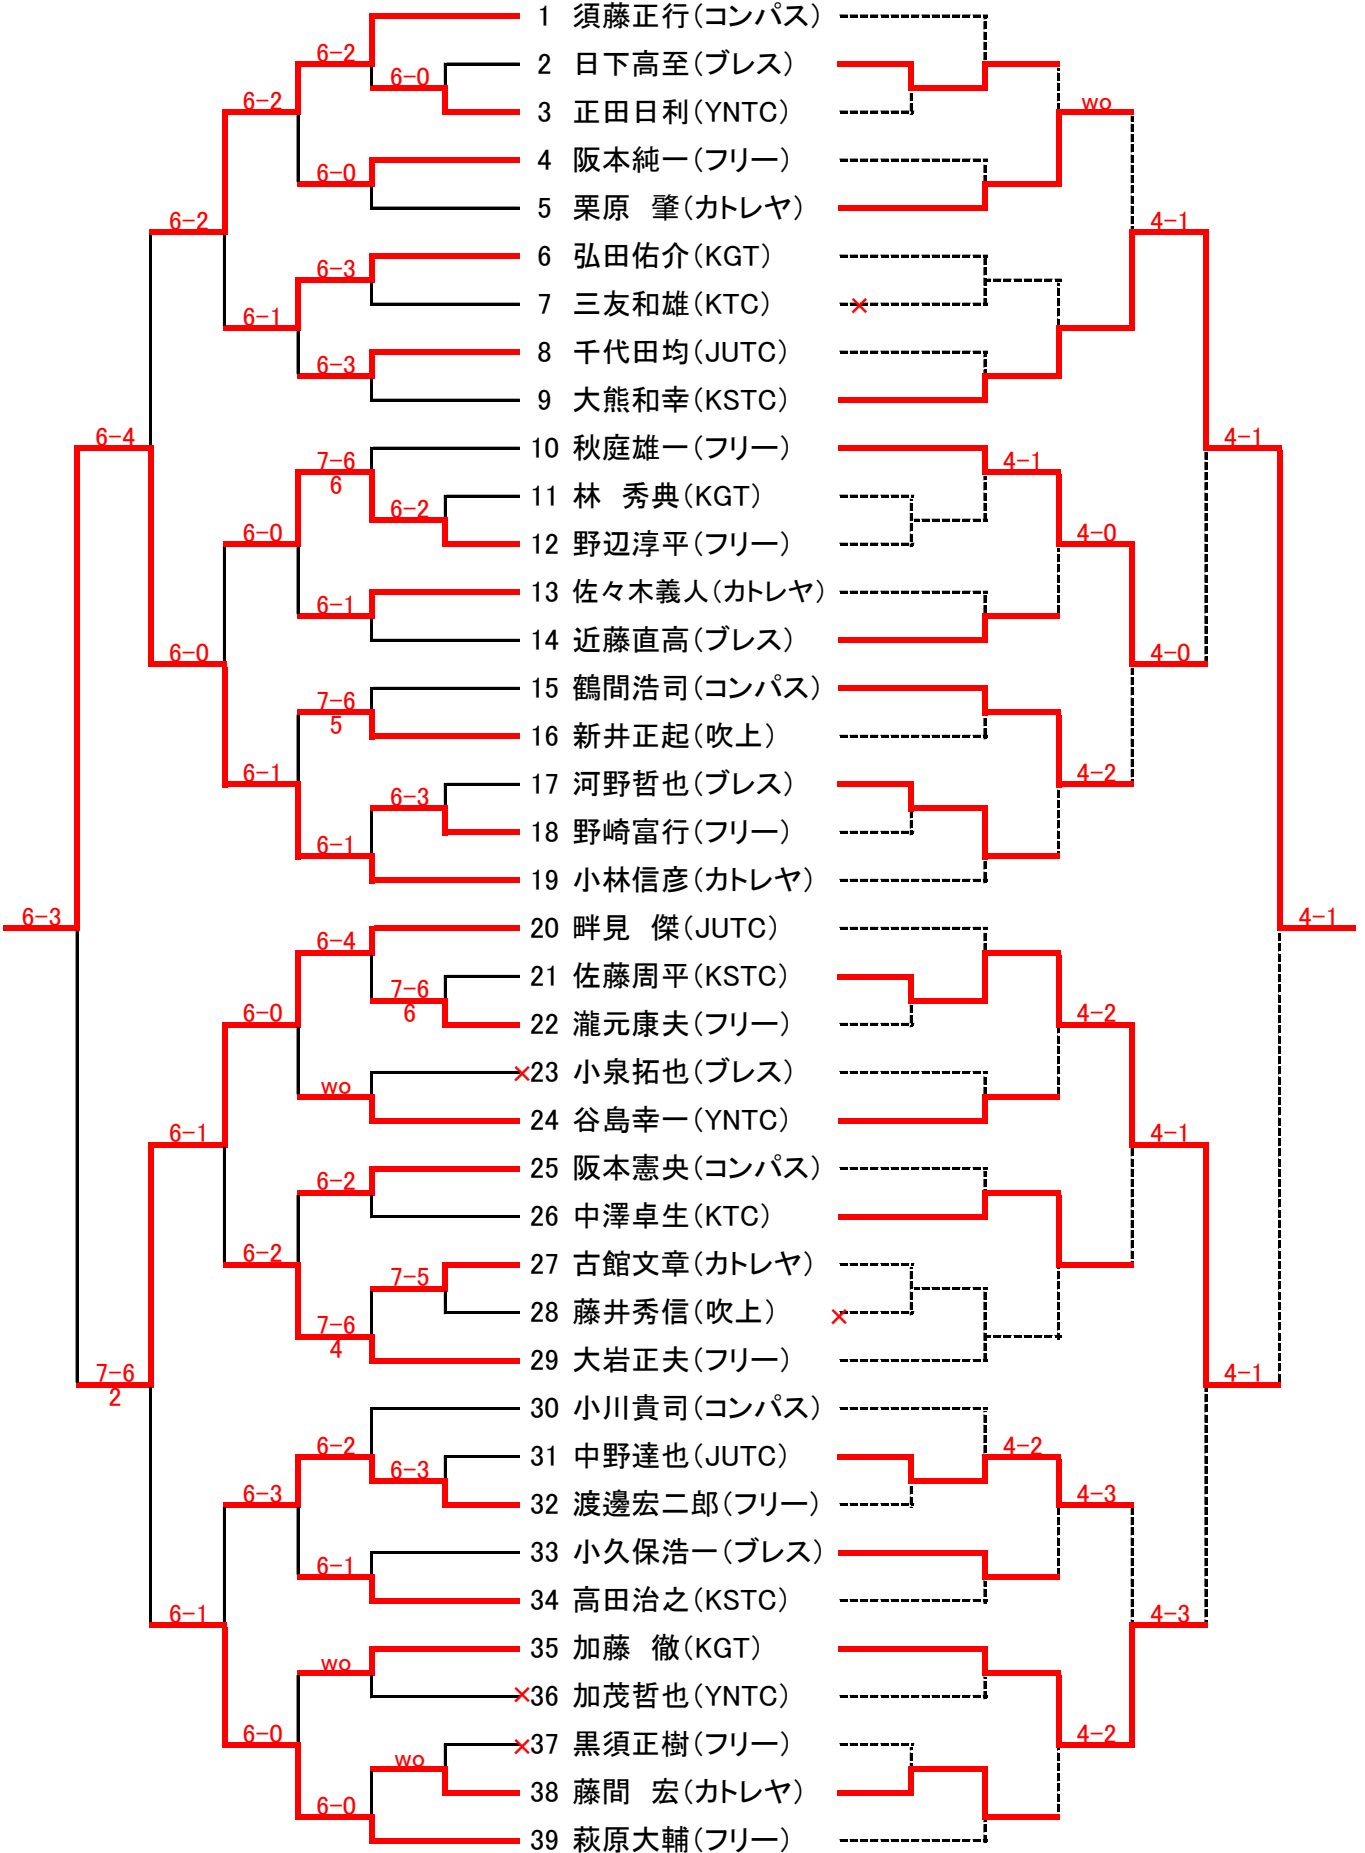 1 須藤正行(コンパス)
6-2
2 日下高至(ブレス)
6-0
6-2 wo
3 正田日利(YNTC)
4 阪本純一(フリー)
6-0
5 栗原 肇(カトレヤ)
6-2 4-1
6 弘田佑介(KGT)
6-3
7 三友和雄(KTC) ×
6-1
8 千代田均(JUTC)
6-3
9 大熊和幸(KSTC)
6-4 4-1
10 秋庭雄一(フリー)
7-6 4-1
6
11 林 秀典(KGT)
6-2
6-0 4-0
12 野辺淳平(フリー)
13 佐々木義人(カトレヤ)
6-1
14 近藤直高(ブレス)
6-0 4-0
15 鶴間浩司(コンパス)
7-6
5
16 新井正起(吹上)
6-1 4-2
17 河野哲也(ブレス)
6-3
18 野崎富行(フリー)
6-1
19 小林信彦(カトレヤ)
6-3 4-1
20 畔見 傑(JUTC)
6-4
21 佐藤周平(KSTC)
7-6
6
6-0 4-2
22 瀧元康夫(フリー)
×23 小泉拓也(ブレス)
wo
24 谷島幸一(YNTC)
6-1 4-1
25 阪本憲央(コンパス)
6-2
26 中澤卓生(KTC)
6-2
27 古館文章(カトレヤ)
7-5
28 藤井秀信(吹上) ×
7-6
4
29 大岩正夫(フリー)
7-6 4-1
2
30 小川貴司(コンパス)
6-2 4-2
31 中野達也(JUTC)
6-3
6-3 4-3
32 渡邊宏二郎(フリー)
33 小久保浩一(ブレス)
6-1
34 高田治之(KSTC)
6-1 4-3
35 加藤 徹(KGT)
wo
×36 加茂哲也(YNTC)
6-0 4-2
×37 黒須正樹(フリー)
wo
38 藤間 宏(カトレヤ)
6-0
39 萩原大輔(フリー)